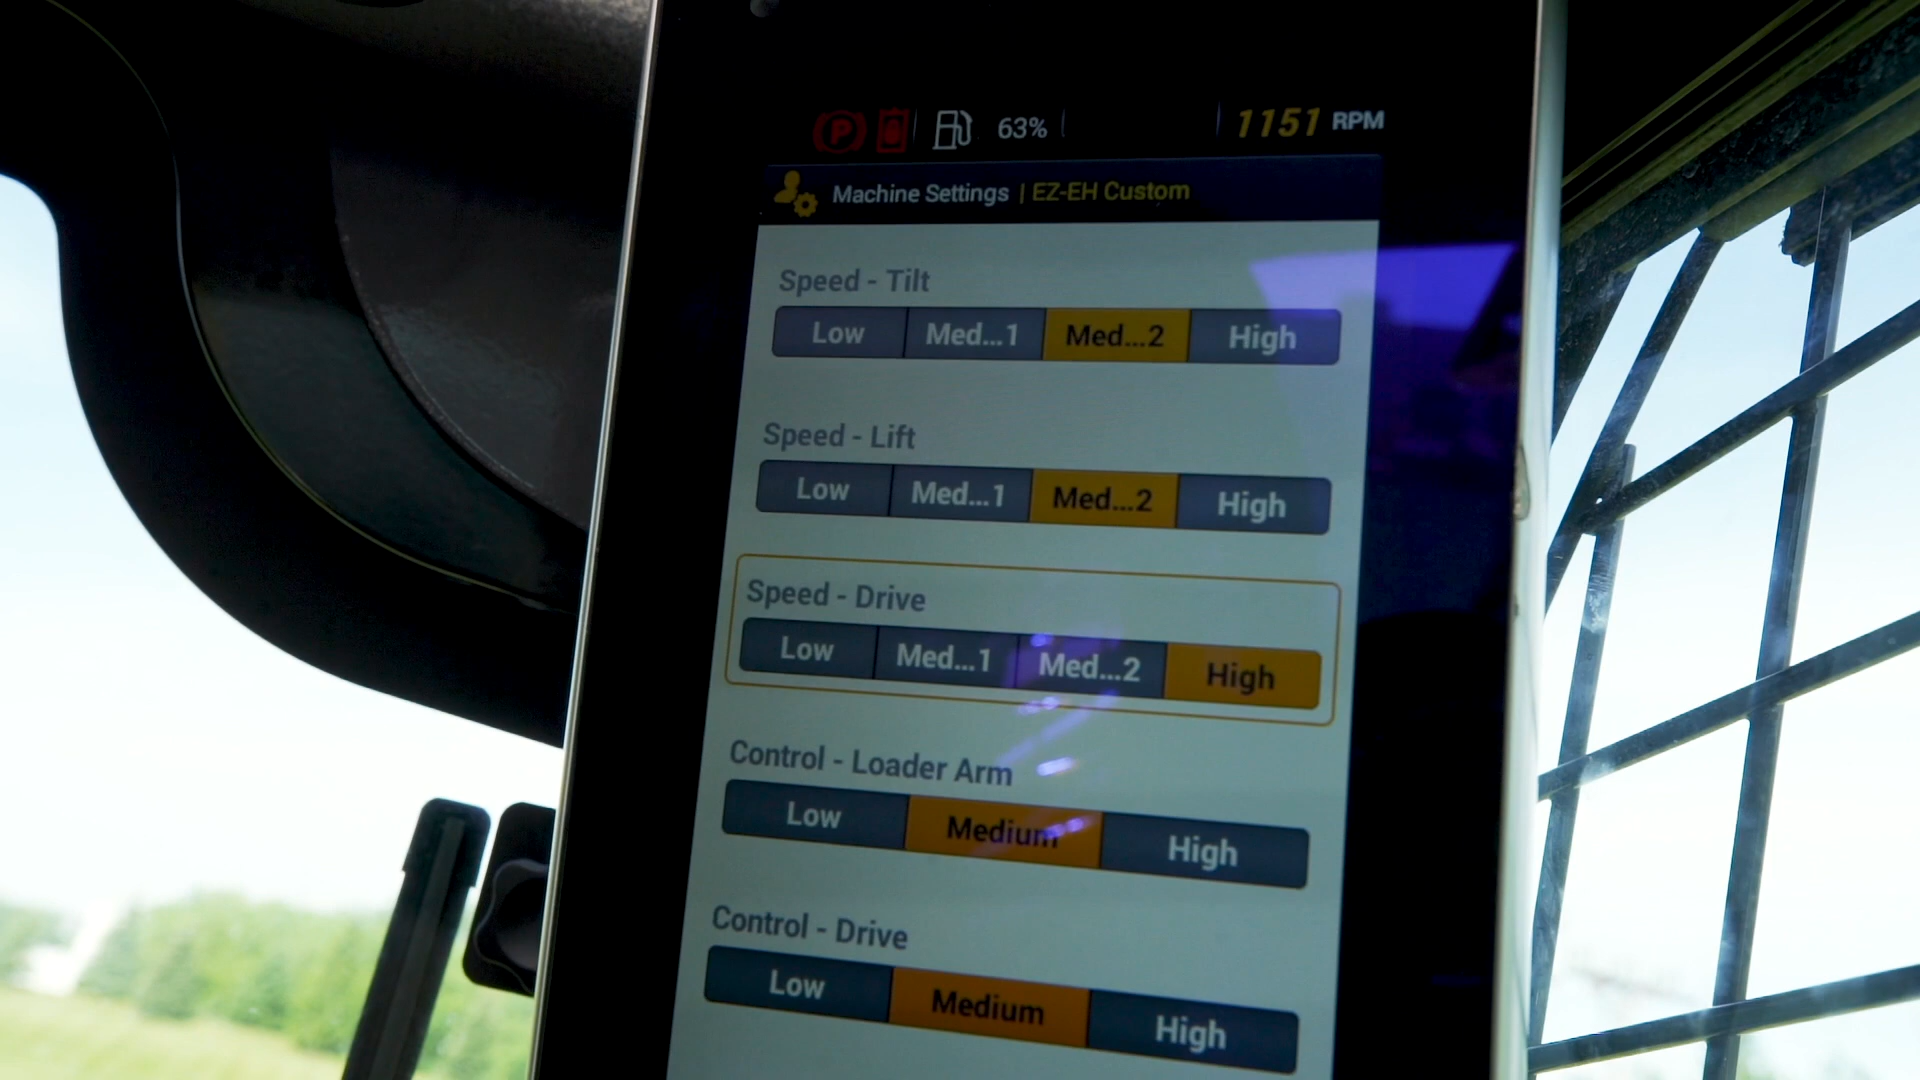 P 63% 1151 RPM
Machine Settings | EZ-EH Custom
Speed - Tilt
Low Med...1 Med...2 High
Speed - Lift
Low Med...1 Med...2 High
Speed - Drive
Low Med...1 Med...2 High
Control - Loader Arm
Low Medium High
Control - Drive
Low Medium High